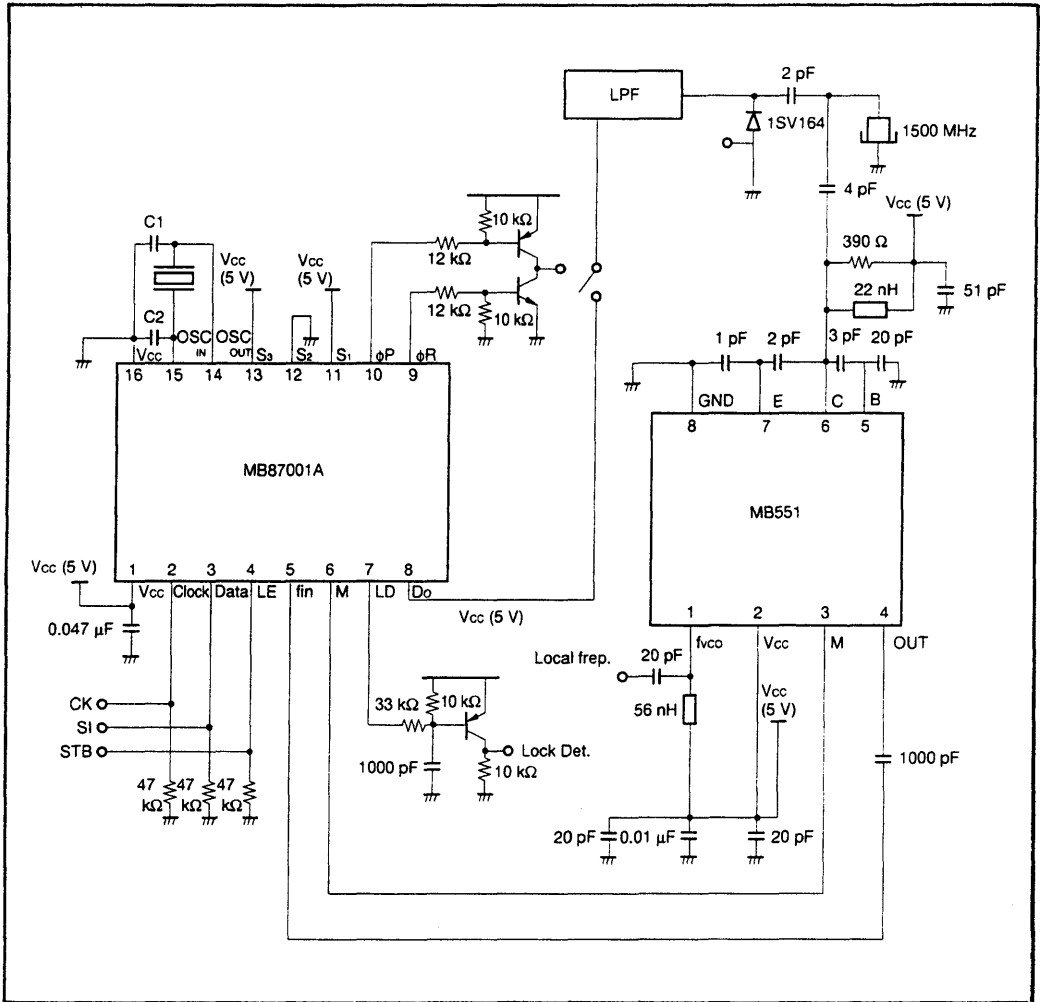 LPF
2 pF
1SV164
1500 MHz
4 pF
Vcc (5 V)
390 Ω
22 nH
51 pF
10 kΩ
12 kΩ
12 kΩ
10 kΩ
C1
C2
Vcc
(5 V)
Vcc
(5 V)
Vcc
OSC IN
OSC OUT
S3
S2
S1
φP
φR
16 15 14 13 12 11 10 9
MB87001A
1 2 3 4 5 6 7 8
Vcc Clock Data LE fin M LD Do
Vcc (5 V)
0.047 μF
CK
SI
STB
47 kΩ
47 kΩ
47 kΩ
Vcc (5 V)
33 kΩ
10 kΩ
1000 pF
Lock Det.
10 kΩ
1 pF
2 pF
3 pF
20 pF
GND E C B
8 7 6 5
MB551
1 2 3 4
fvco Vcc M OUT
Local frep.
20 pF
56 nH
Vcc
(5 V)
1000 pF
20 pF
0.01 μF
20 pF